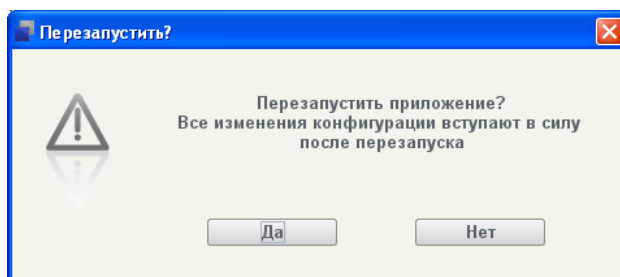 Перезапустить?
Перезапустить приложение?
Все изменения конфигурации вступают в силу
после перезапуска
Да
Нет